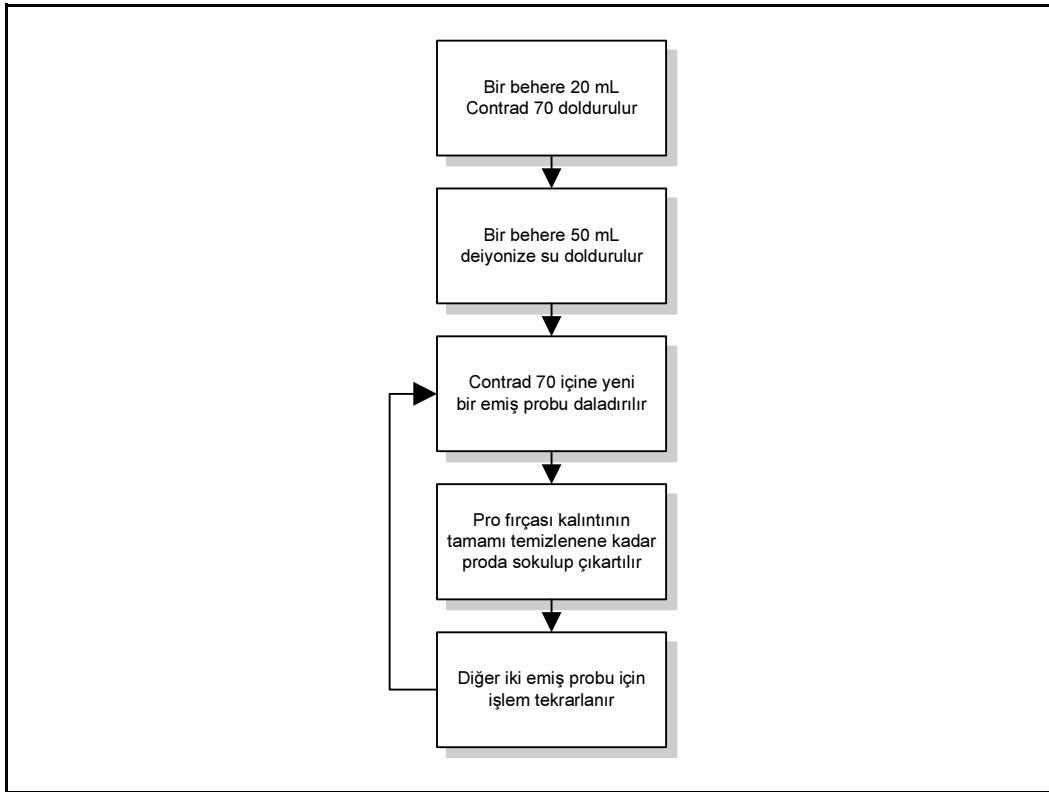 Bir behere 20 mL
Contrad 70 doldurulur
Bir behere 50 mL
deiyonize su doldurulur
Contrad 70 içine yeni
bir emiş probu daladırılır
Pro fırçası kalıntının
tamamı temizlenene kadar
proda sokulup çıkartılır
Diğer iki emiş probu için
işlem tekrarlanır